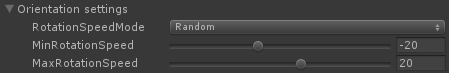 Orientation settings
RotationSpeedMode Random
MinRotationSpeed -20
MaxRotationSpeed 20